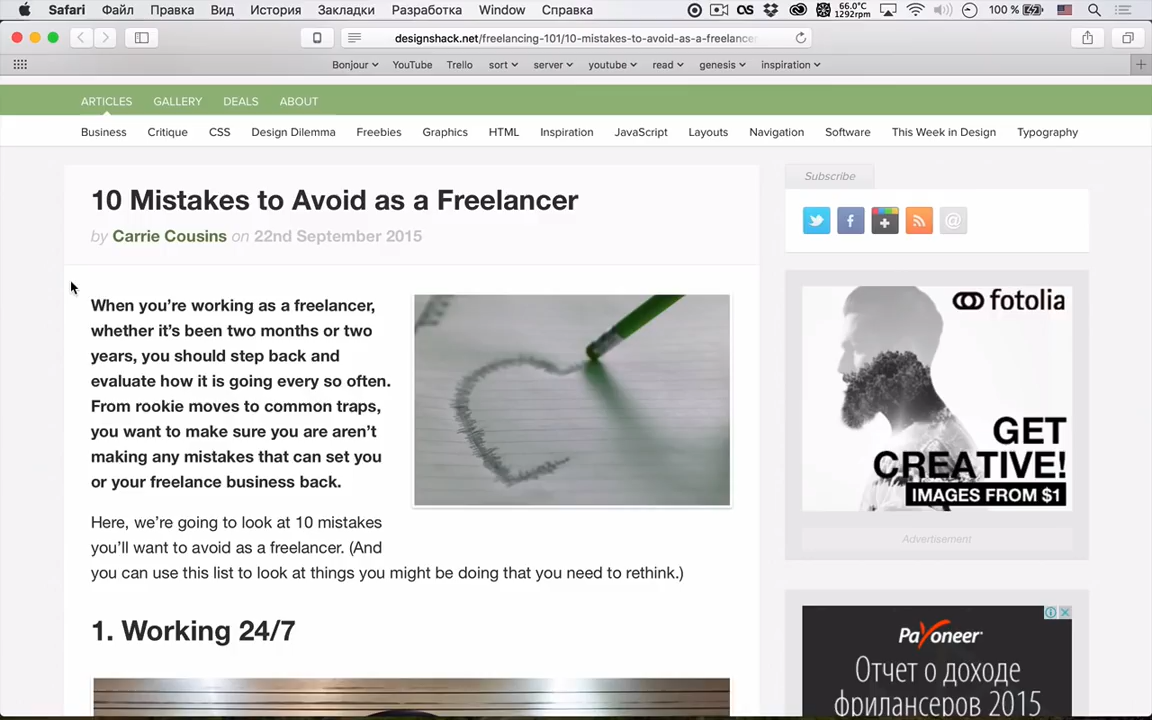 Safari Файл Правка Вид История Закладки Разработка Window Справка 66.0°C 1292rpm 100 %
designshack.net/freelancing-101/10-mistakes-to-avoid-as-a-freelancer
Bonjour YouTube Trello sort server youtube read genesis inspiration
ARTICLES GALLERY DEALS ABOUT
Business Critique CSS Design Dilemma Freebies Graphics HTML Inspiration JavaScript Layouts Navigation Software This Week in Design Typography
10 Mistakes to Avoid as a Freelancer
by Carrie Cousins on 22nd September 2015
When you’re working as a freelancer,
whether it’s been two months or two
years, you should step back and
evaluate how it is going every so often.
From rookie moves to common traps,
you want to make sure you are aren’t
making any mistakes that can set you
or your freelance business back.
Here, we’re going to look at 10 mistakes
you’ll want to avoid as a freelancer. (And
you can use this list to look at things you might be doing that you need to rethink.)
1. Working 24/7
Subscribe
fotolia
GET
CREATIVE!
IMAGES FROM $1
Advertisement
Payoneer
Отчет о доходе
фрилансеров 2015